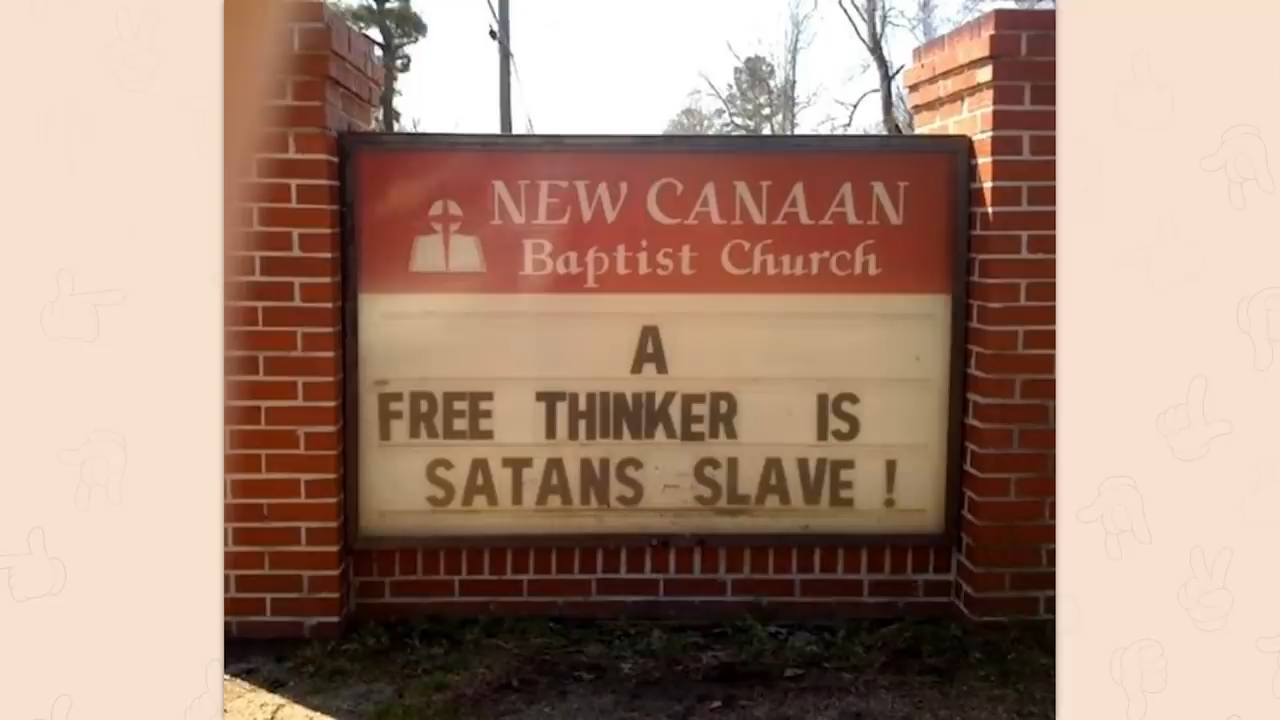 NEW CANAAN
Baptist Church
A
FREE THINKER IS
SATANS SLAVE !